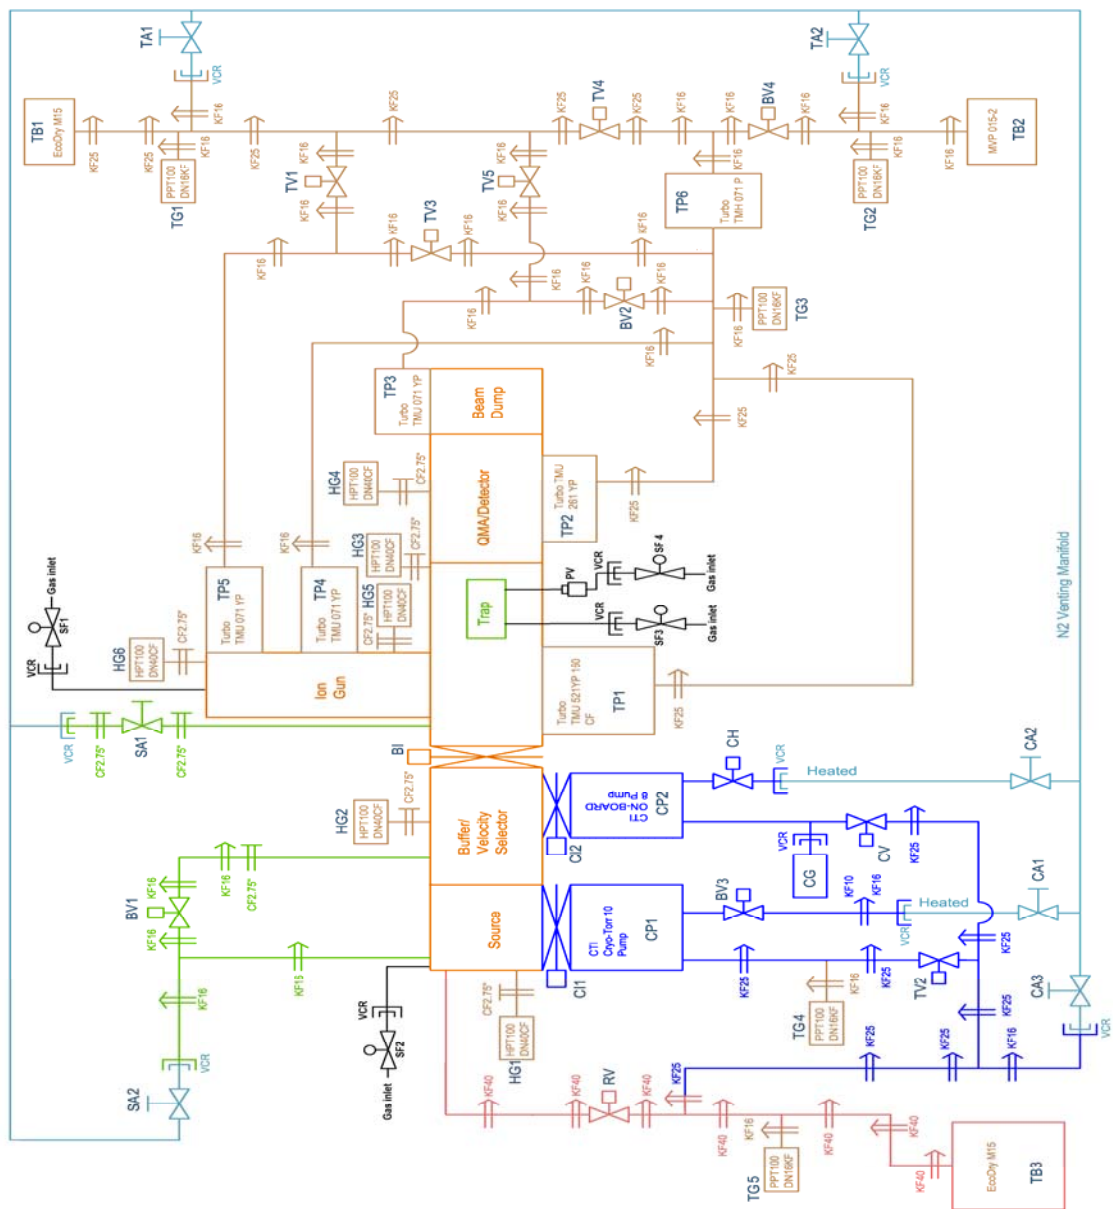 TA1
VCR
KF16
TB1
EcoDry M15
KF25
KF25
KF16
PPT100
DN16KF
TG1
KF25
KF25
KF16
TV1
KF16
KF16
TV3
KF16
KF16
KF16
TV5
KF16
KF16
KF16
KF16
KF16
BV2
KF25
TV4
KF25
KF16
KF16
BV4
KF16
TA2
VCR
KF16
KF16
PPT100
DN16KF
TG2
KF16
MVP 015-2
TB2
TP6
Turbo
TMH 071 P
KF16
KF16
PPT100
DN16KF
TG3
KF16
KF25
KF25
KF16
KF16
TP3
Turbo
TMU 071 YP
Beam
Dump
HG4
HPT100
DN40CF
CF2.75"
QMA/Detector
Turbo TMU
261 YP
TP2
KF25
HG3
HPT100
DN40CF
CF2.75"
HG5
HPT100
DN40CF
CF2.75"
Trap
PV
VCR
SF 4
Gas inlet
VCR
SF3
Gas inlet
TP5
Turbo
TMU 071 YP
TP4
Turbo
TMU 071 YP
Gas inlet
SF1
VCR
HG6
HPT100
DN40CF
CF2.75"
Ion
Gun
Turbo
TMU 521YP 160
CF
TP1
KF25
N2 Venting Manifold
VCR
CF2.75"
SA1
CF2.75"
BI
HG2
HPT100
DN40CF
CF2.75"
Buffer/
Velocity
Selector
CI2
CTI
ON-BOARD
8 Pump
CP2
CH
VCR
Heated
CA2
VCR
CG
CV
KF25
BV1
KF16
KF16
KF16
CF2.75"
KF16
KF16
VCR
SA2
Source
CI1
CTI
Cryo-Torr 10
Pump
CP1
BV3
KF10
KF16
VCR
Heated
CA1
KF25
KF25
TV2
KF25
PPT100
DN16KF
TG4
CA3
VCR
VCR
SF2
Gas inlet
CF2.75"
HPT100
DN40CF
HG1
KF40
KF40
RV
KF40
KF25
KF25
KF25
KF25
KF16
KF40
KF16
PPT100
DN16KF
TG5
KF40
KF40
KF40
EcoDry M15
TB3